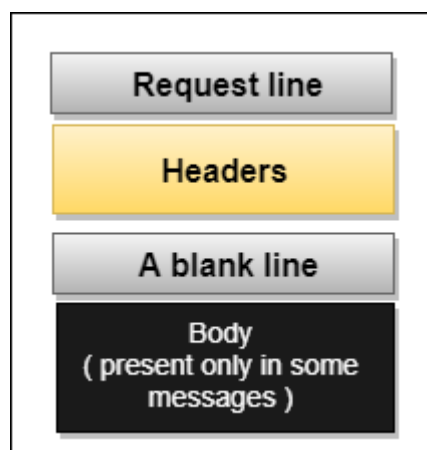 Request line
Headers
A blank line
Body
( present only in some
messages )